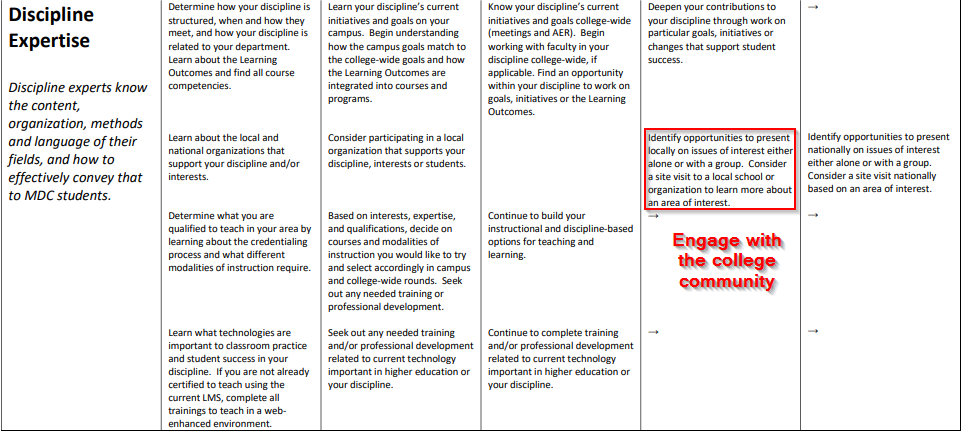 Discipline
Expertise
Discipline experts know
the content,
organization, methods
and language of their
fields, and how to
effectively convey that
to MDC students.
Determine how your discipline is
structured, when and how they
meet, and how your discipline is
related to your department.
Learn about the Learning
Outcomes and find all course
competencies.
Learn your discipline's current
initiatives and goals on your
campus.  Begin understanding
how the campus goals match to
the college-wide goals and how
the Learning Outcomes are
integrated into courses and
programs.
Know your discipline's current
initiatives and goals college-wide
(meetings and AER).  Begin
working with faculty in your
discipline college-wide, if
applicable. Find an opportunity
within your discipline to work on
goals, initiatives or the Learning
Outcomes.
Deepen your contributions to
your discipline through work on
particular goals, initiatives or
changes that support student
success.
→
Learn about the local and
national organizations that
support your discipline and/or
interests.
Consider participating in a local
organization that supports your
discipline, interests or students.
Identify opportunities to present
locally on issues of interest either
alone or with a group.  Consider
a site visit to a local school or
organization to learn more about
an area of interest.
Identify opportunities to present
nationally on issues of interest
either alone or with a group.
Consider a site visit nationally
based on an area of interest.
Determine what you are
qualified to teach in your area by
learning about the credentialing
process and what different
modalities of instruction require.
Based on interests, expertise,
and qualifications, decide on
courses and modalities of
instruction you would like to try
and select accordingly in campus
and college-wide rounds.  Seek
out any needed training or
professional development.
Continue to build your
instructional and discipline-based
options for teaching and
learning.
→
Engage with
the college
community
→
Learn what technologies are
important to classroom practice
and student success in your
discipline.  If you are not already
certified to teach using the
current LMS, complete all
trainings to teach in a web-
enhanced environment.
Seek out any needed training
and/or professional development
related to current technology
important in higher education or
your discipline.
Continue to complete training
and/or professional development
related to current technology
important in higher education or
your discipline.
→
→